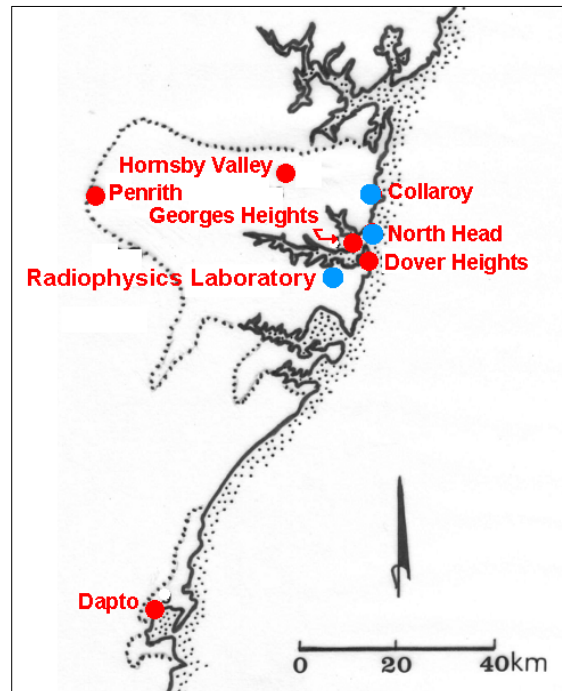 Hornsby Valley
Penrith
Collaroy
Georges Heights
North Head
Dover Heights
Radiophysics Laboratory
Dapto
0 20 40km